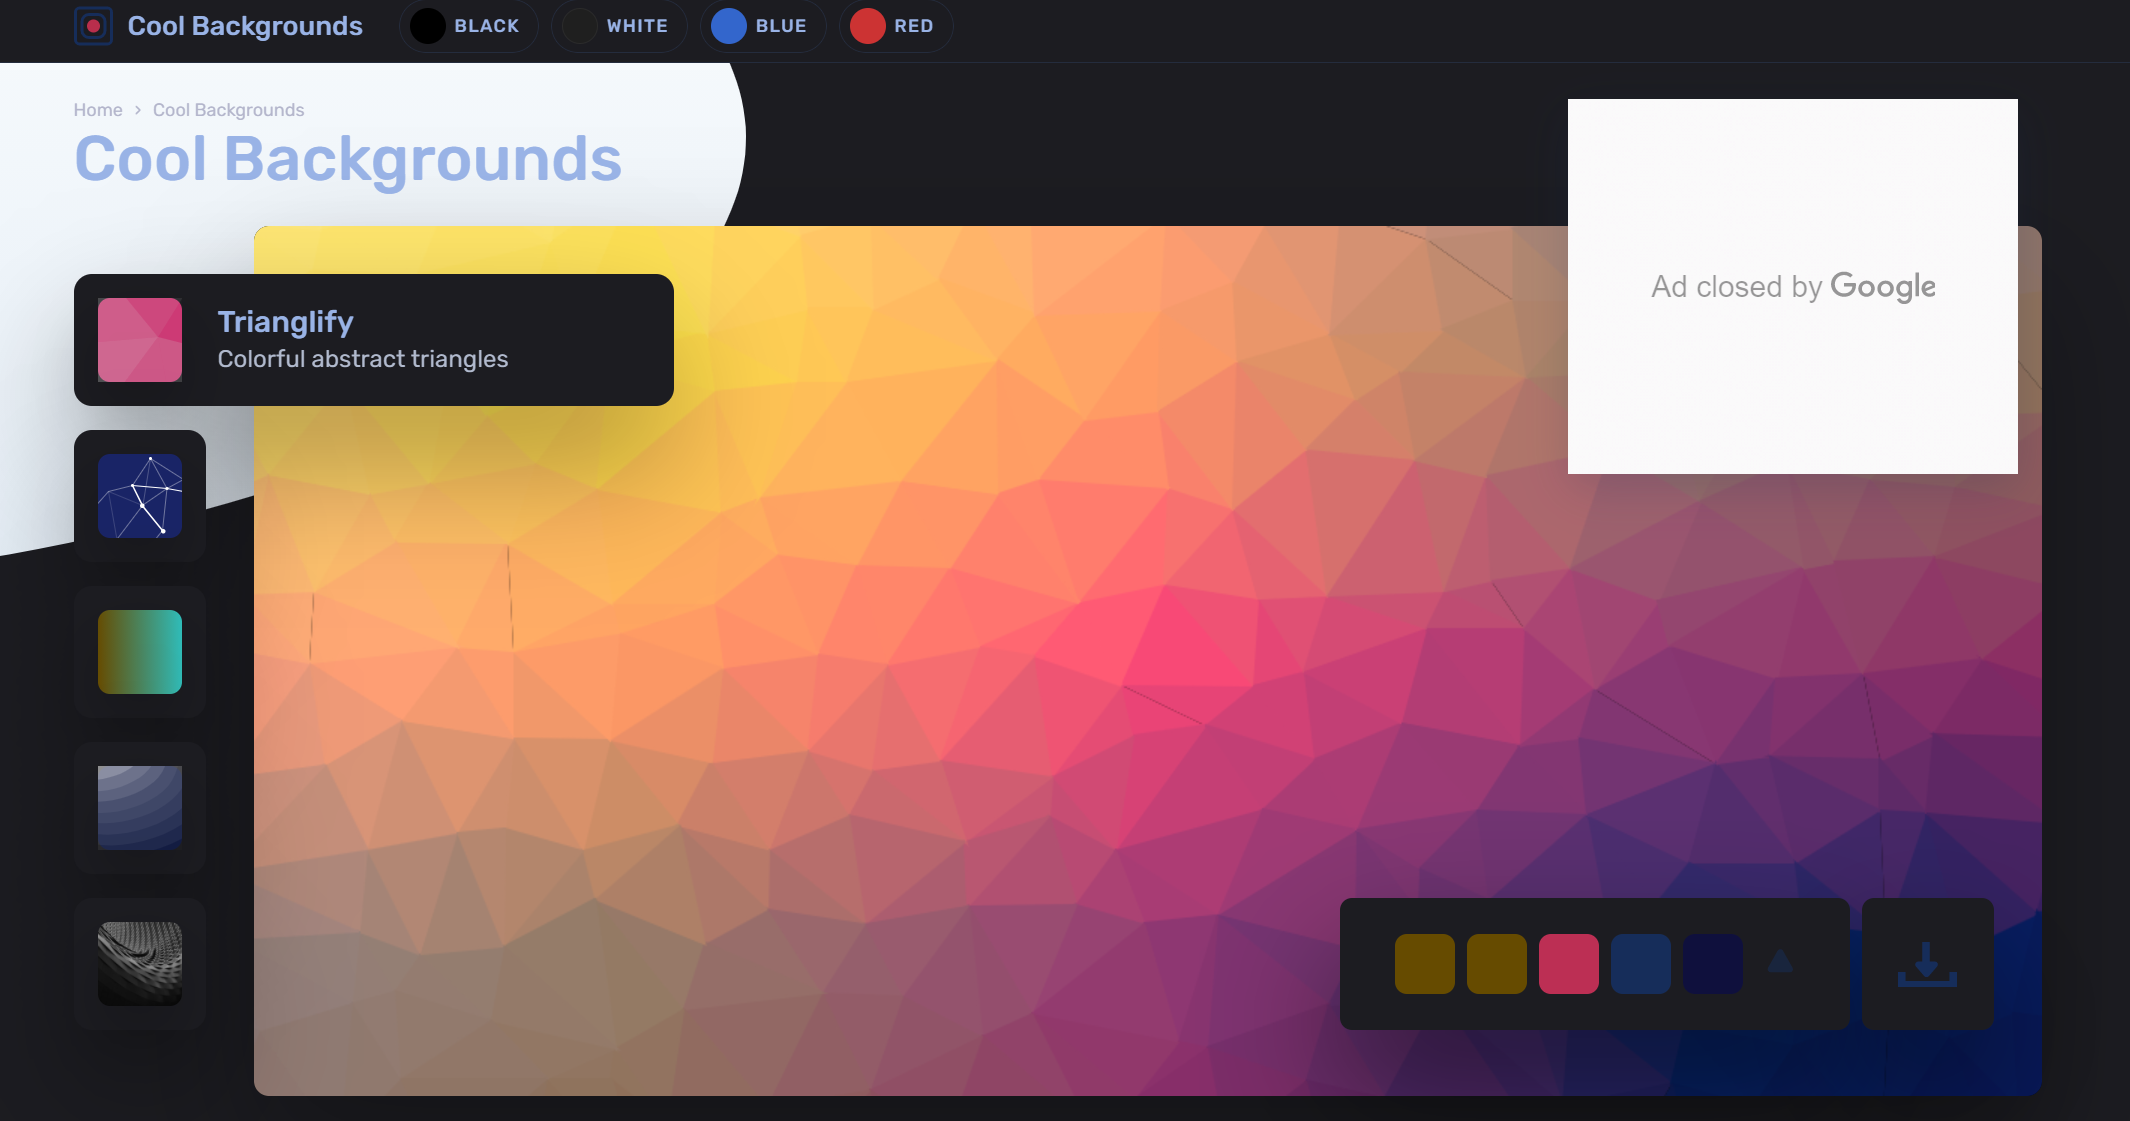 Cool Backgrounds
BLACK
WHITE
BLUE
RED
Home › Cool Backgrounds
Cool Backgrounds
Trianglify
Colorful abstract triangles
Ad closed by Google